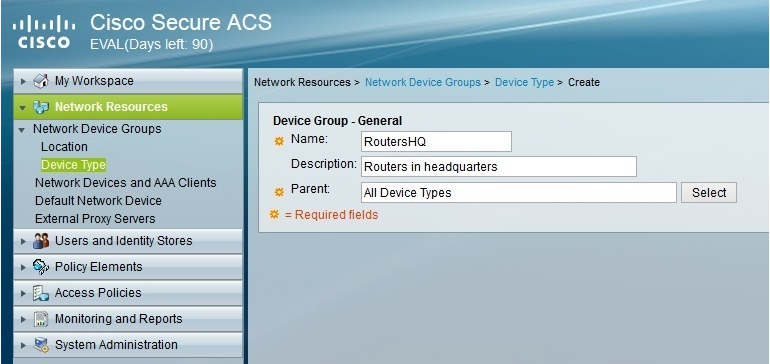 CISCO
Cisco Secure ACS
EVAL(Days left: 90)
My Workspace
Network Resources
Network Device Groups
Location
Device Type
Network Devices and AAA Clients
Default Network Device
External Proxy Servers
Users and Identity Stores
Policy Elements
Access Policies
Monitoring and Reports
System Administration
Network Resources > Network Device Groups > Device Type > Create
Device Group - General
Name: RoutersHQ
Description: Routers in headquarters
Parent: All Device Types Select
= Required fields